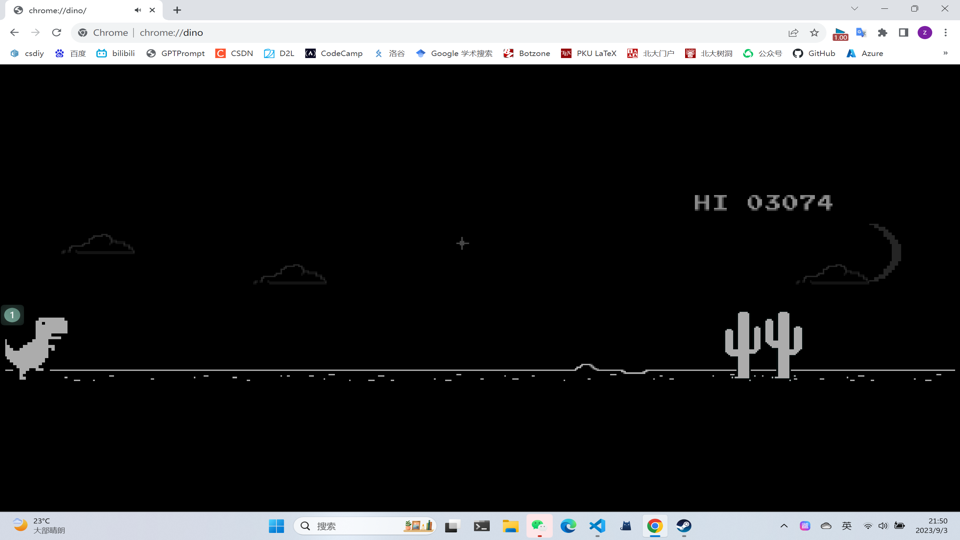 chrome://dino/
Chrome | chrome://dino
1.00
z
csdiy 百度 bilibili GPTPrompt CSDN D2L CodeCamp 洛谷 Google 学术搜索 Botzone PKU LaTeX 北大门户 北大树洞 公众号 GitHub Azure »
HI 03074
1
23°C
大部晴朗
搜索
英
21:50
2023/9/3